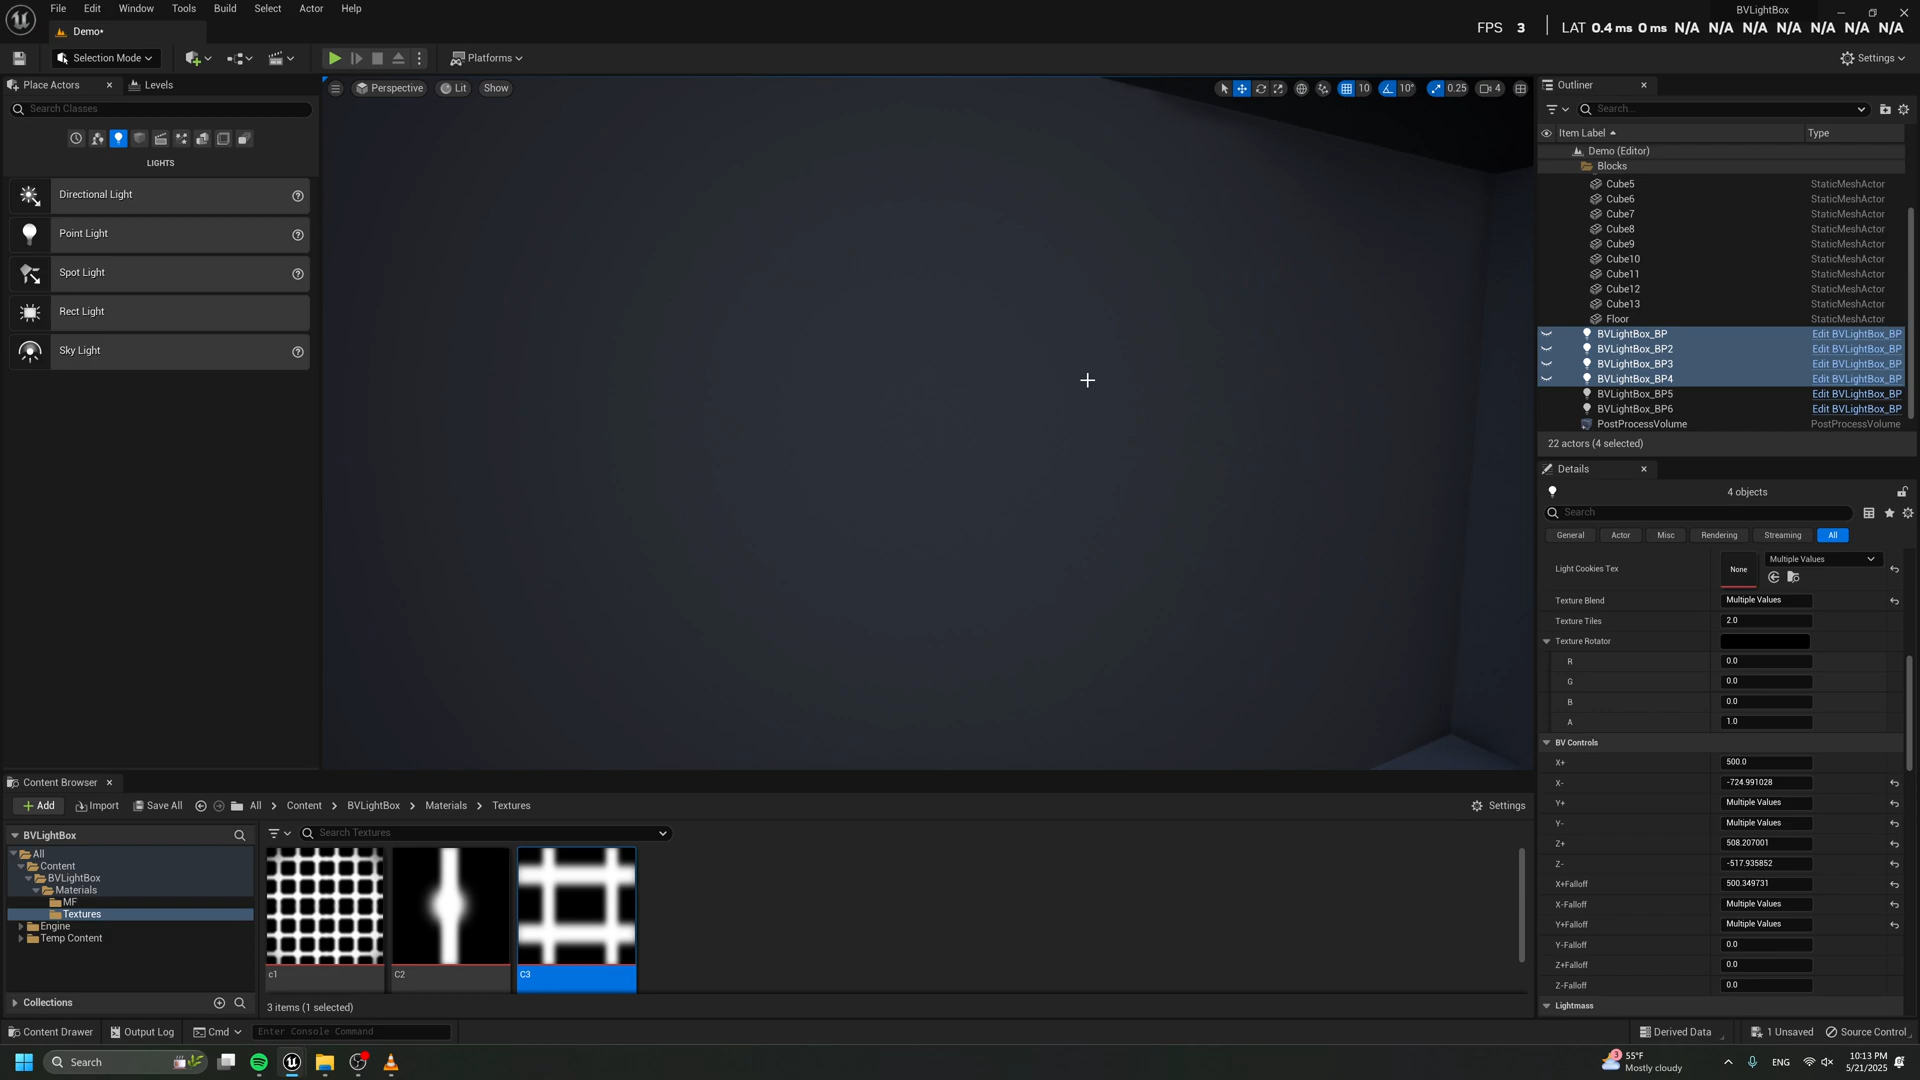 File Edit Window Tools Build Select Actor Help
BVLightBox
Demo*
FPS 3 LAT 0.4 ms 0 ms N/A N/A N/A N/A N/A N/A N/A
Selection Mode
Platforms
Settings
Place Actors
Levels
Search Classes
LIGHTS
Directional Light
Point Light
Spot Light
Rect Light
Sky Light
Perspective
Lit
Show
10
10°
0.25
4
Outliner
Search...
Item Label
Type
Demo (Editor)
Blocks
Cube5 StaticMeshActor
Cube6 StaticMeshActor
Cube7 StaticMeshActor
Cube8 StaticMeshActor
Cube9 StaticMeshActor
Cube10 StaticMeshActor
Cube11 StaticMeshActor
Cube12 StaticMeshActor
Cube13 StaticMeshActor
Floor StaticMeshActor
BVLightBox_BP Edit BVLightBox_BP
BVLightBox_BP2 Edit BVLightBox_BP
BVLightBox_BP3 Edit BVLightBox_BP
BVLightBox_BP4 Edit BVLightBox_BP
BVLightBox_BP5 Edit BVLightBox_BP
BVLightBox_BP6 Edit BVLightBox_BP
PostProcessVolume PostProcessVolume
22 actors (4 selected)
Details
4 objects
Search
General Actor Misc Rendering Streaming All
Light Cookies Tex None Multiple Values
Texture Blend Multiple Values
Texture Tiles 2.0
Texture Rotator
R 0.0
G 0.0
B 0.0
A 1.0
BV Controls
X+ 500.0
X- -724.991028
Y+ Multiple Values
Y- Multiple Values
Z+ 508.207001
Z- -517.935852
X+Falloff 500.349731
X-Falloff Multiple Values
Y+Falloff Multiple Values
Y-Falloff 0.0
Z+Falloff 0.0
Z-Falloff 0.0
Lightmass
Content Browser
Add Import Save All All Content BVLightBox Materials Textures
Settings
BVLightBox
Search Textures
All
Content
BVLightBox
Materials
MF
Textures
Engine
Temp Content
c1
C2
C3
Collections
3 items (1 selected)
Content Drawer Output Log Cmd Enter Console Command
Derived Data 1 Unsaved Source Control
Search
3
55°F
Mostly cloudy
ENG
10:13 PM
5/21/2025